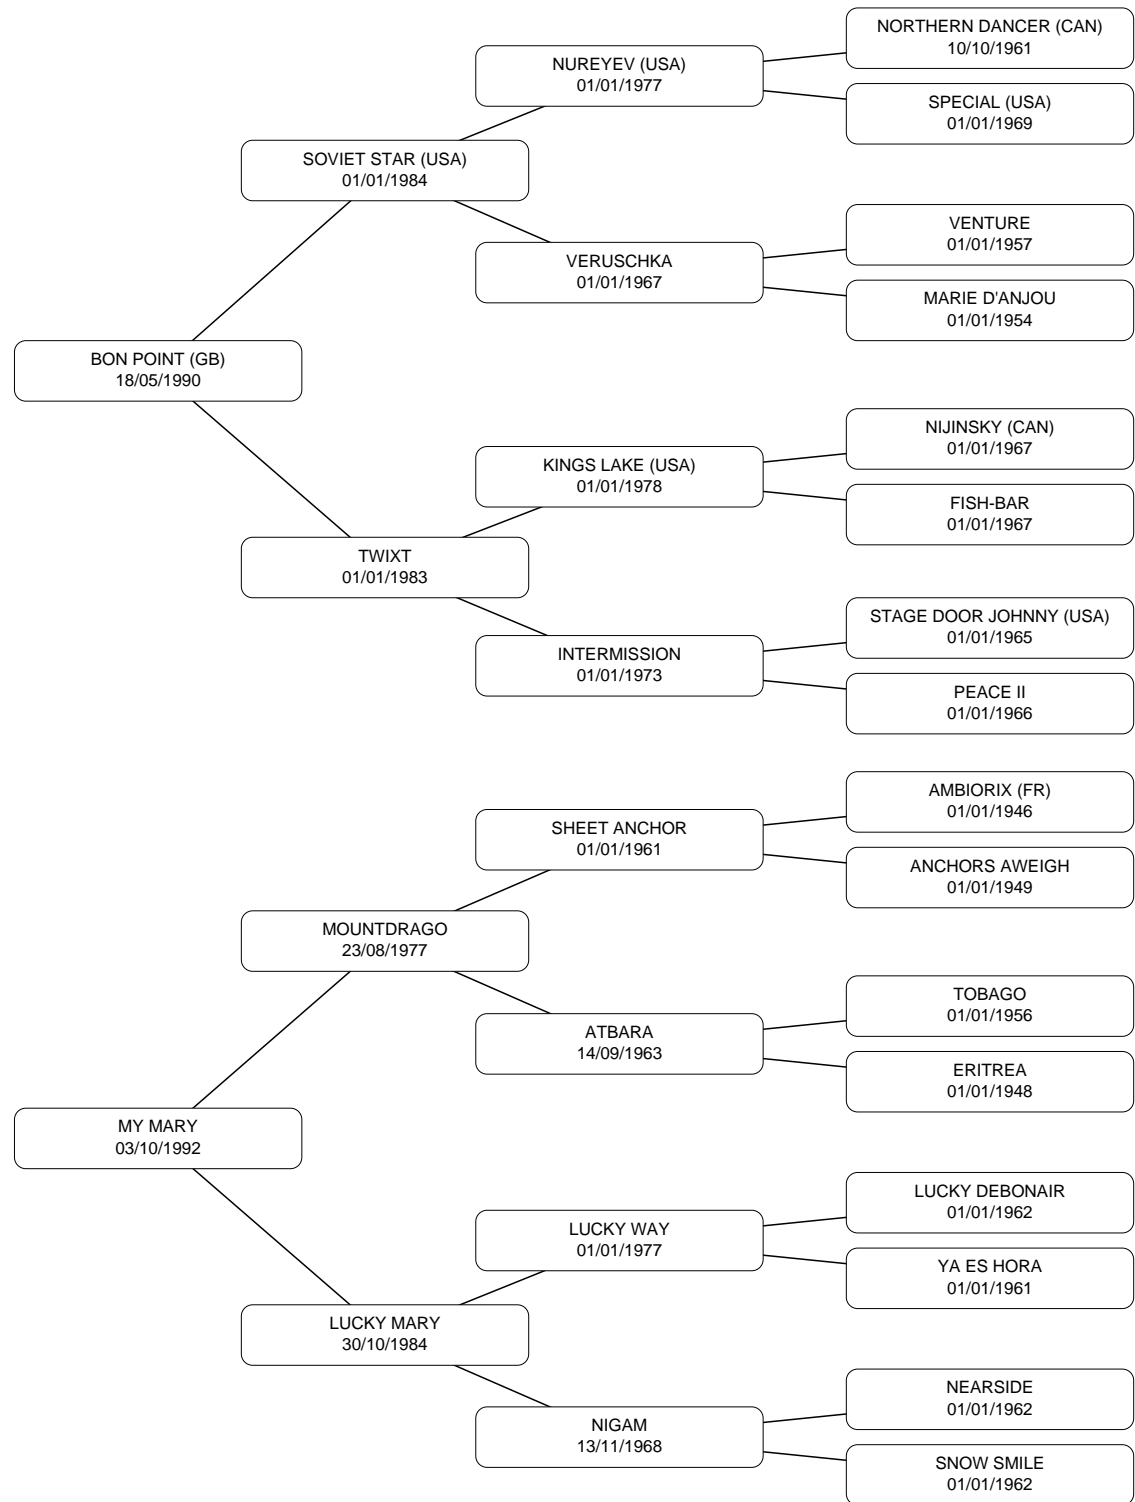 NORTHERN DANCER (CAN)
10/10/1961
NUREYEV (USA)
01/01/1977
SPECIAL (USA)
01/01/1969
SOVIET STAR (USA)
01/01/1984
VENTURE
01/01/1957
VERUSCHKA
01/01/1967
MARIE D'ANJOU
01/01/1954
BON POINT (GB)
18/05/1990
NIJINSKY (CAN)
01/01/1967
KINGS LAKE (USA)
01/01/1978
FISH-BAR
01/01/1967
TWIXT
01/01/1983
STAGE DOOR JOHNNY (USA)
01/01/1965
INTERMISSION
01/01/1973
PEACE II
01/01/1966
AMBIORIX (FR)
01/01/1946
SHEET ANCHOR
01/01/1961
ANCHORS AWEIGH
01/01/1949
MOUNTDRAGO
23/08/1977
TOBAGO
01/01/1956
ATBARA
14/09/1963
ERITREA
01/01/1948
MY MARY
03/10/1992
LUCKY DEBONAIR
01/01/1962
LUCKY WAY
01/01/1977
YA ES HORA
01/01/1961
LUCKY MARY
30/10/1984
NEARSIDE
01/01/1962
NIGAM
13/11/1968
SNOW SMILE
01/01/1962